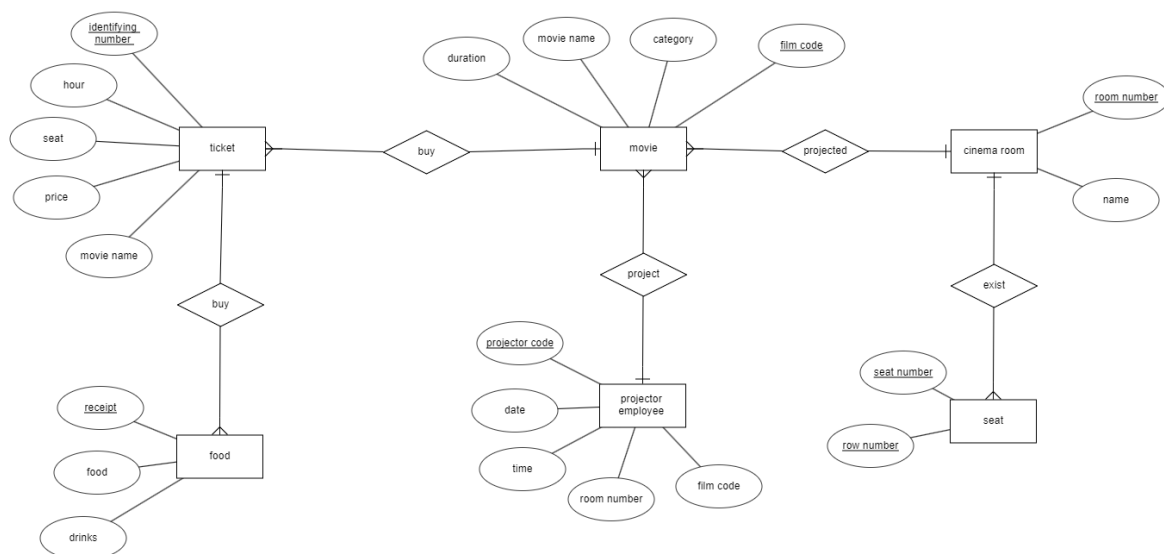 identifying
number
hour
seat
price
movie name
ticket
buy
duration
movie name
category
film code
movie
projected
room number
cinema room
name
buy
project
exist
receipt
food
drinks
food
projector code
date
time
room number
film code
projector
employee
seat number
row number
seat